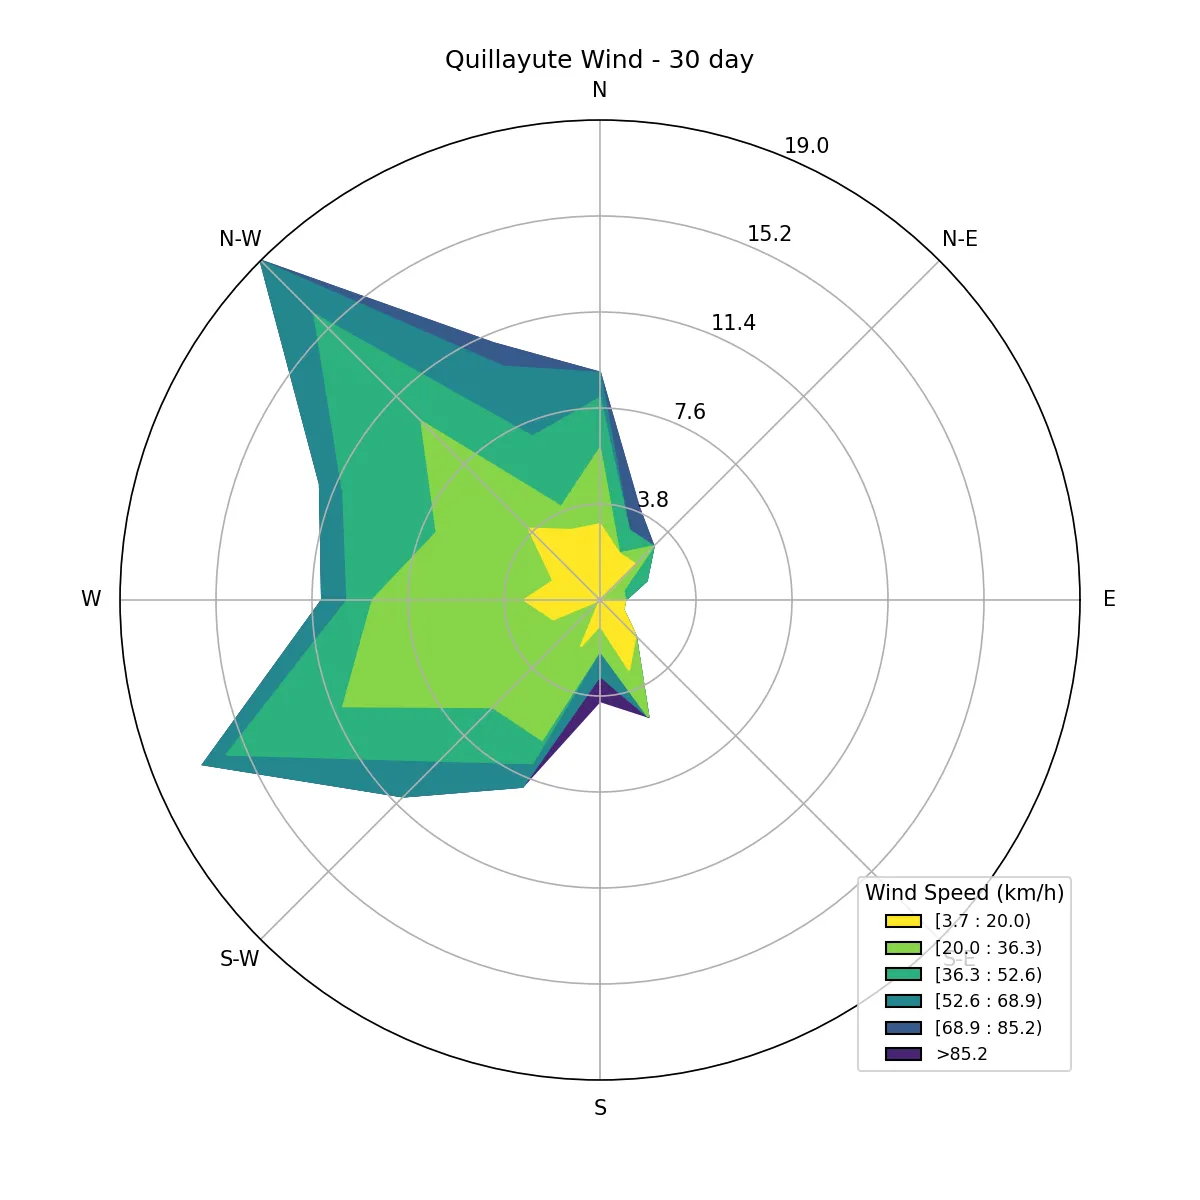 Quillayute Wind - 30 day
N
19.0
15.2
N-W
N-E
11.4
7.6
3.8
W
E
S-W
S-E
S
Wind Speed (km/h)
[3.7 : 20.0)
[20.0 : 36.3)
[36.3 : 52.6)
[52.6 : 68.9)
[68.9 : 85.2)
>85.2